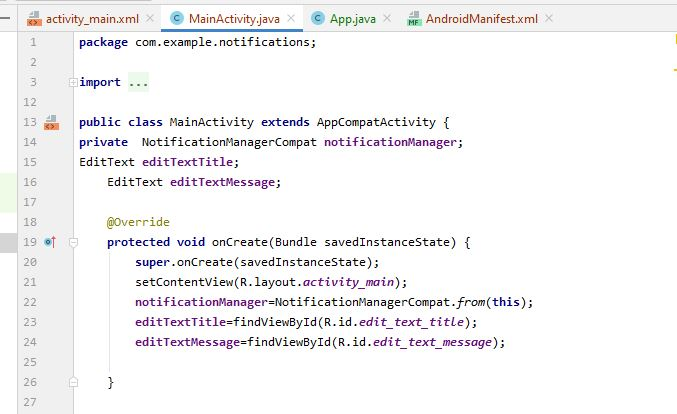 activity_main.xml × MainActivity.java × App.java × AndroidManifest.xml ×
1 package com.example.notifications;
2
3 import ...
12
13 public class MainActivity extends AppCompatActivity {
14 private  NotificationManagerCompat notificationManager;
15 EditText editTextTitle;
16     EditText editTextMessage;
17
18     @Override
19     protected void onCreate(Bundle savedInstanceState) {
20         super.onCreate(savedInstanceState);
21         setContentView(R.layout.activity_main);
22         notificationManager=NotificationManagerCompat.from(this);
23         editTextTitle=findViewById(R.id.edit_text_title);
24         editTextMessage=findViewById(R.id.edit_text_message);
25
26     }
27